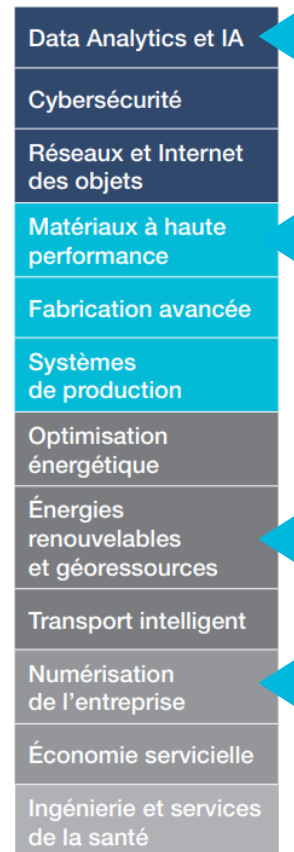 Data Analytics et IA
Cybersécurité
Réseaux et Internet
des objets
Matériaux à haute
performance
Fabrication avancée
Systèmes
de production
Optimisation
énergétique
Énergies
renouvelables
et géoressources
Transport intelligent
Numérisation
de l'entreprise
Économie servicielle
Ingénierie et services
de la santé